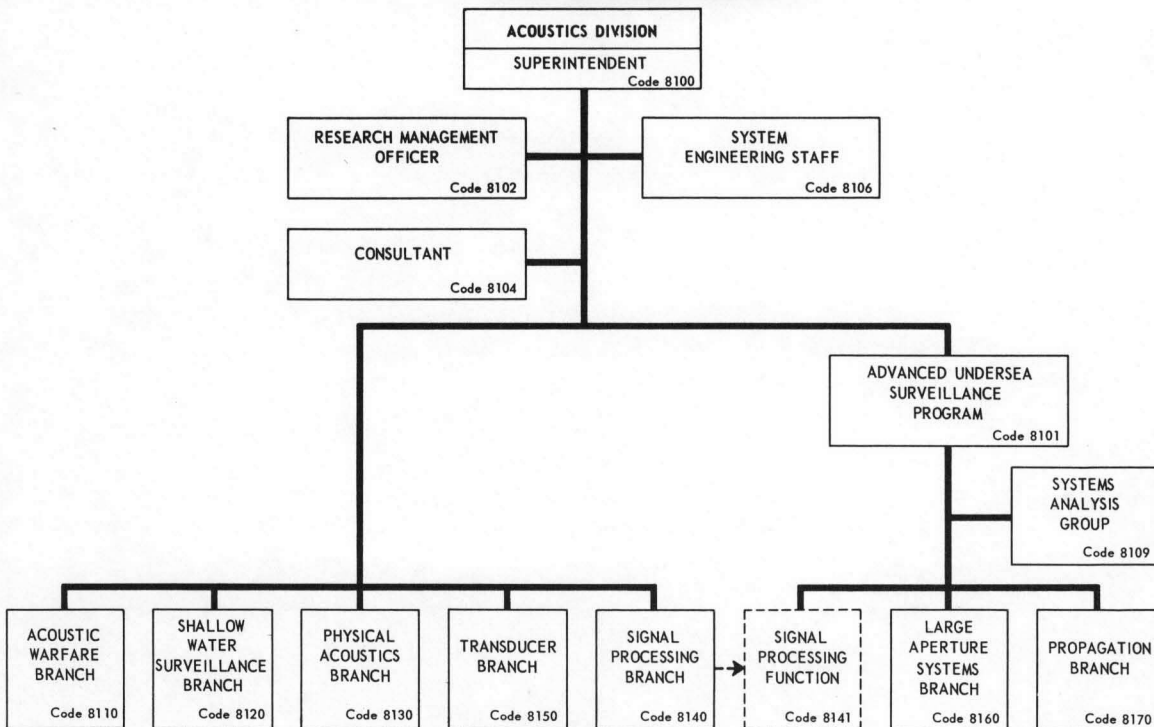 ACOUSTICS DIVISION
SUPERINTENDENT
Code 8100
RESEARCH MANAGEMENT
OFFICER
Code 8102
SYSTEM
ENGINEERING STAFF
Code 8106
CONSULTANT
Code 8104
ADVANCED UNDERSEA
SURVEILLANCE
PROGRAM
Code 8101
SYSTEMS
ANALYSIS
GROUP
Code 8109
ACOUSTIC
WARFARE
BRANCH
Code 8110
SHALLOW
WATER
SURVEILLANCE
BRANCH
Code 8120
PHYSICAL
ACOUSTICS
BRANCH
Code 8130
TRANSDUCER
BRANCH
Code 8150
SIGNAL
PROCESSING
BRANCH
Code 8140
SIGNAL
PROCESSING
FUNCTION
Code 8141
LARGE
APERTURE
SYSTEMS
BRANCH
Code 8160
PROPAGATION
BRANCH
Code 8170